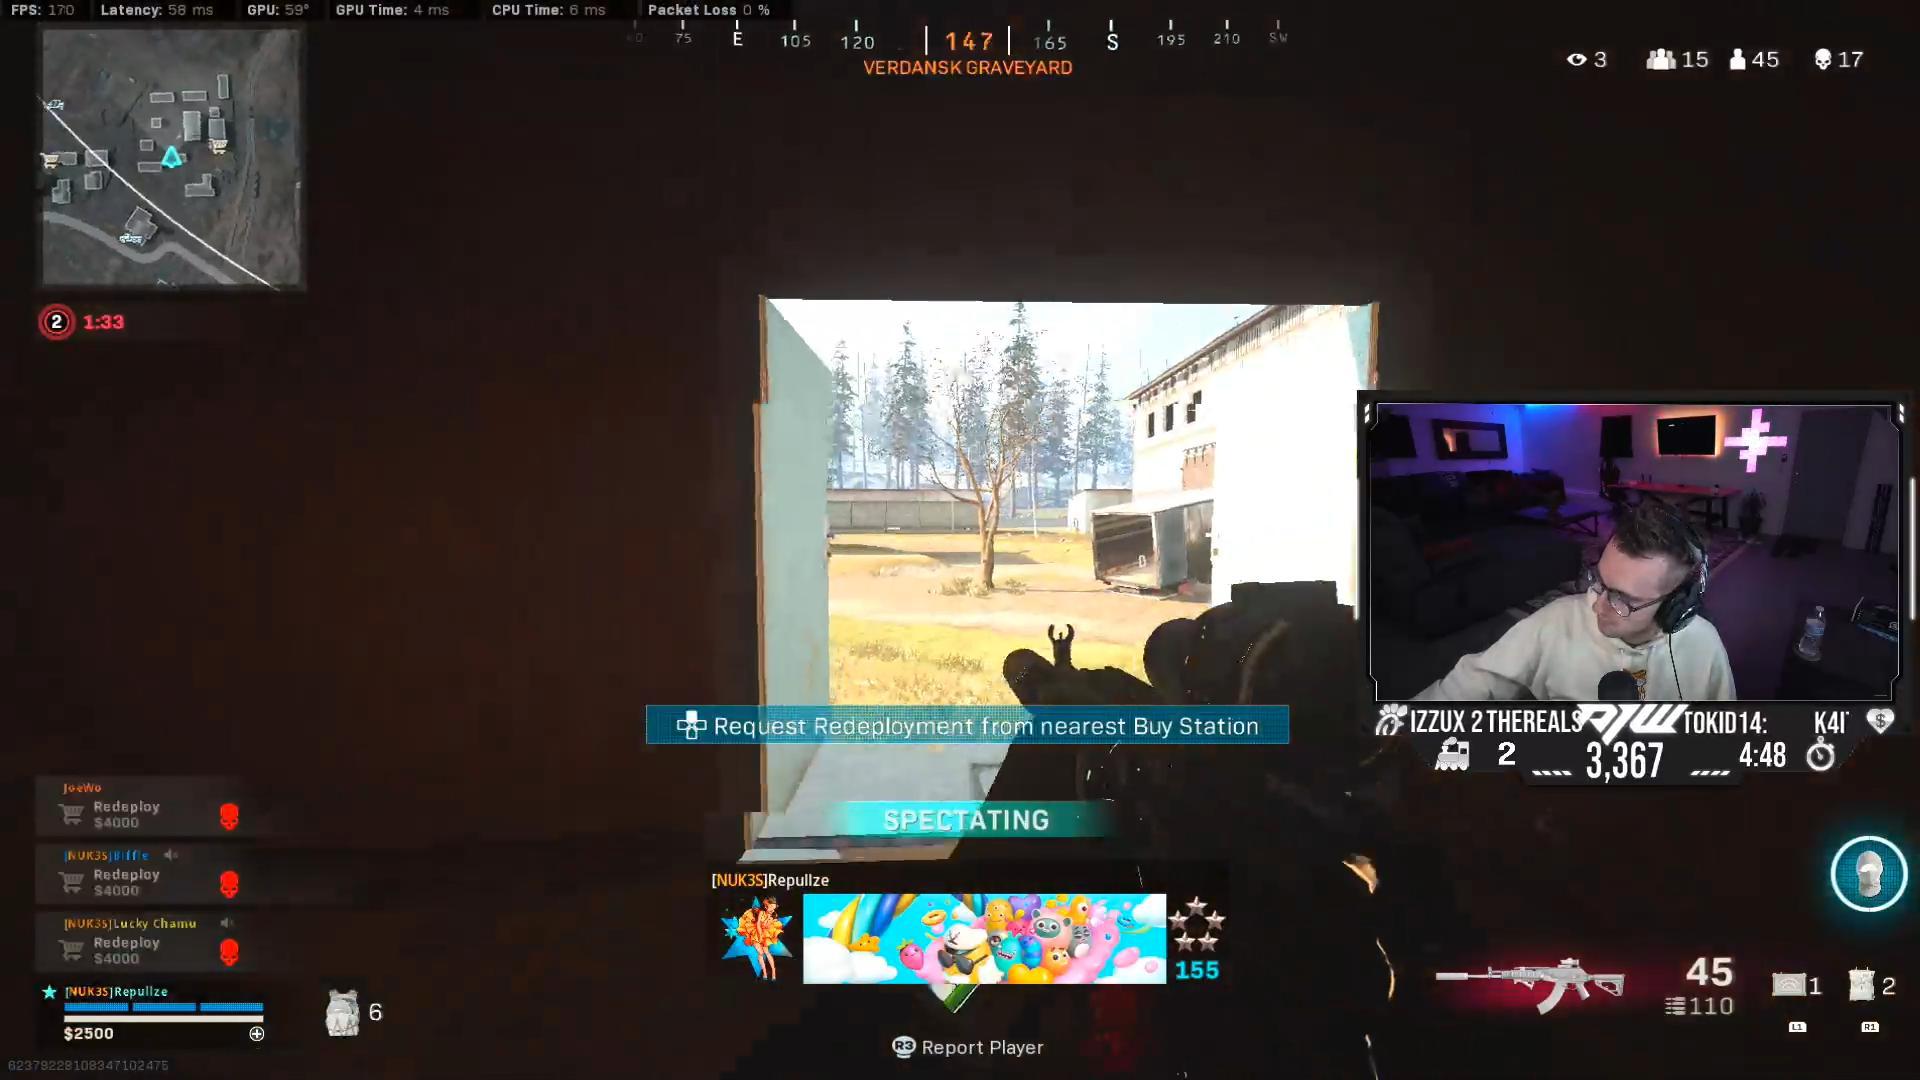 FPS: 170 Latency: 58 ms GPU: 59° GPU Time: 4 ms CPU Time: 6 ms Packet Loss 0 %
75 E 105 120 147 165 S 195 210 SW
VERDANSK GRAVEYARD
3 15 45 17
2 1:33
Request Redeployment from nearest Buy Station
IZZUX 2 THEREALS TOKID14: K4I
2 3,367 4:48
SPECTATING
JoeWo
Redeploy
$4000
[NUK3S]Biffle
Redeploy
$4000
[NUK3S]Lucky Chamu
Redeploy
$4000
[NUK3S]Repullze
$2500
6
[NUK3S]Repullze
155
45
110
1 2
L1 R1
R3 Report Player
62379228108347102475